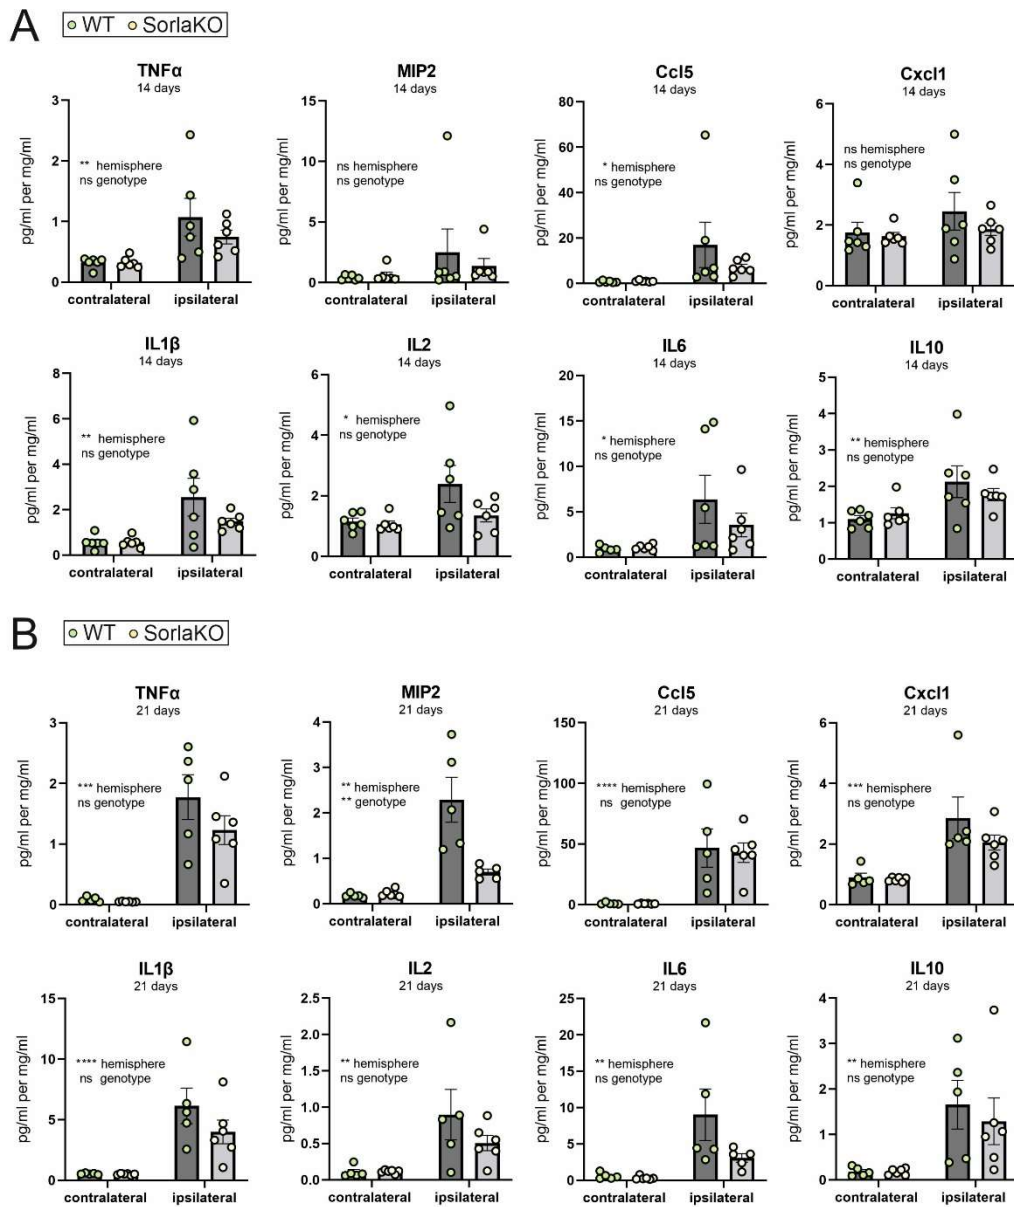 A
WT SorlaKO
TNFα
14 days
pg/ml per mg/ml
3
2
1
0
** hemisphere
ns genotype
contralateral ipsilateral
MIP2
14 days
pg/ml per mg/ml
15
10
5
0
ns hemisphere
ns genotype
contralateral ipsilateral
Ccl5
14 days
pg/ml per mg/ml
80
60
40
20
0
* hemisphere
ns genotype
contralateral ipsilateral
Cxcl1
14 days
pg/ml per mg/ml
6
4
2
0
ns hemisphere
ns genotype
contralateral ipsilateral
IL1β
14 days
pg/ml per mg/ml
8
6
4
2
0
** hemisphere
ns genotype
contralateral ipsilateral
IL2
14 days
pg/ml per mg/ml
6
4
2
0
* hemisphere
ns genotype
contralateral ipsilateral
IL6
14 days
pg/ml per mg/ml
20
15
10
5
0
* hemisphere
ns genotype
contralateral ipsilateral
IL10
14 days
pg/ml per mg/ml
5
4
3
2
1
0
** hemisphere
ns genotype
contralateral ipsilateral
B
WT SorlaKO
TNFα
21 days
pg/ml per mg/ml
3
2
1
0
*** hemisphere
ns genotype
contralateral ipsilateral
MIP2
21 days
pg/ml per mg/ml
4
3
2
1
0
** hemisphere
** genotype
contralateral ipsilateral
Ccl5
21 days
pg/ml per mg/ml
150
100
50
0
**** hemisphere
ns genotype
contralateral ipsilateral
Cxcl1
21 days
pg/ml per mg/ml
6
4
2
0
*** hemisphere
ns genotype
contralateral ipsilateral
IL1β
21 days
pg/ml per mg/ml
15
10
5
0
**** hemisphere
ns genotype
contralateral ipsilateral
IL2
21 days
pg/ml per mg/ml
2.5
2.0
1.5
1.0
0.5
0.0
** hemisphere
ns genotype
contralateral ipsilateral
IL6
21 days
pg/ml per mg/ml
25
20
15
10
5
0
** hemisphere
ns genotype
contralateral ipsilateral
IL10
21 days
pg/ml per mg/ml
4
3
2
1
0
** hemisphere
ns genotype
contralateral ipsilateral